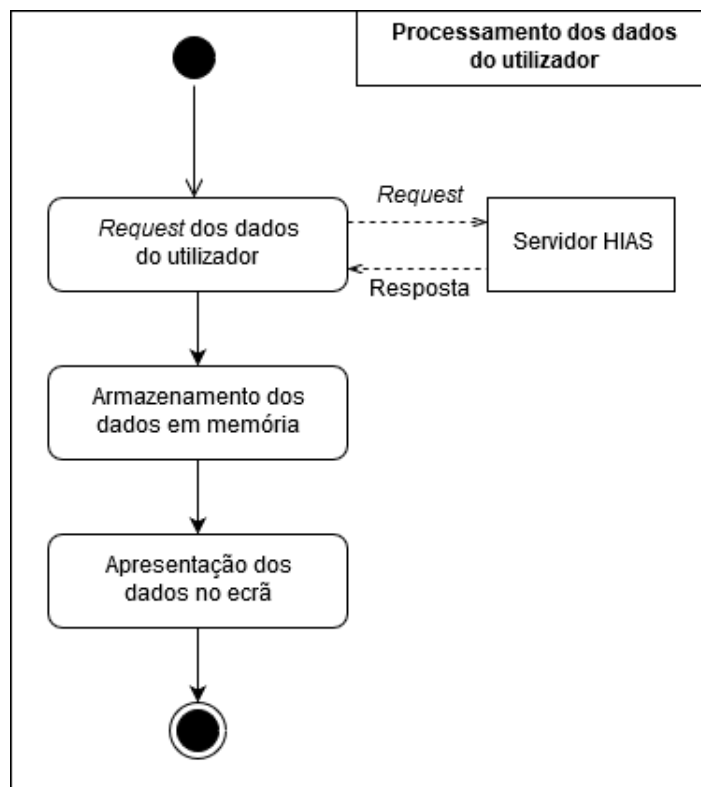 Processamento dos dados
do utilizador
Request dos dados
do utilizador
Request
Servidor HIAS
Resposta
Armazenamento dos
dados em memória
Apresentação dos
dados no ecrã